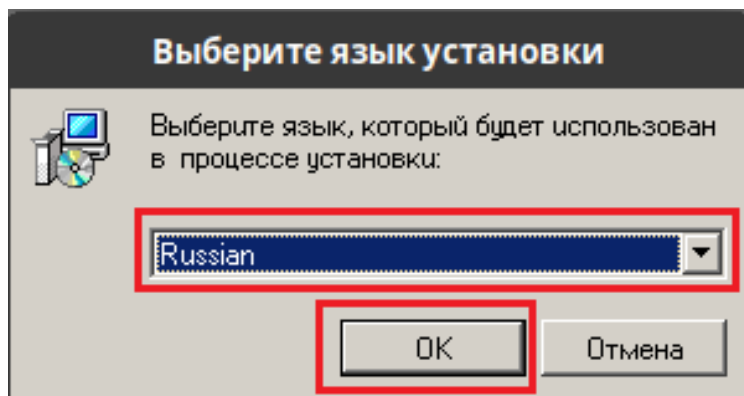 Выберите язык установки
Выберите язык, который будет использован
в процессе установки:
Russian
OK
Отмена